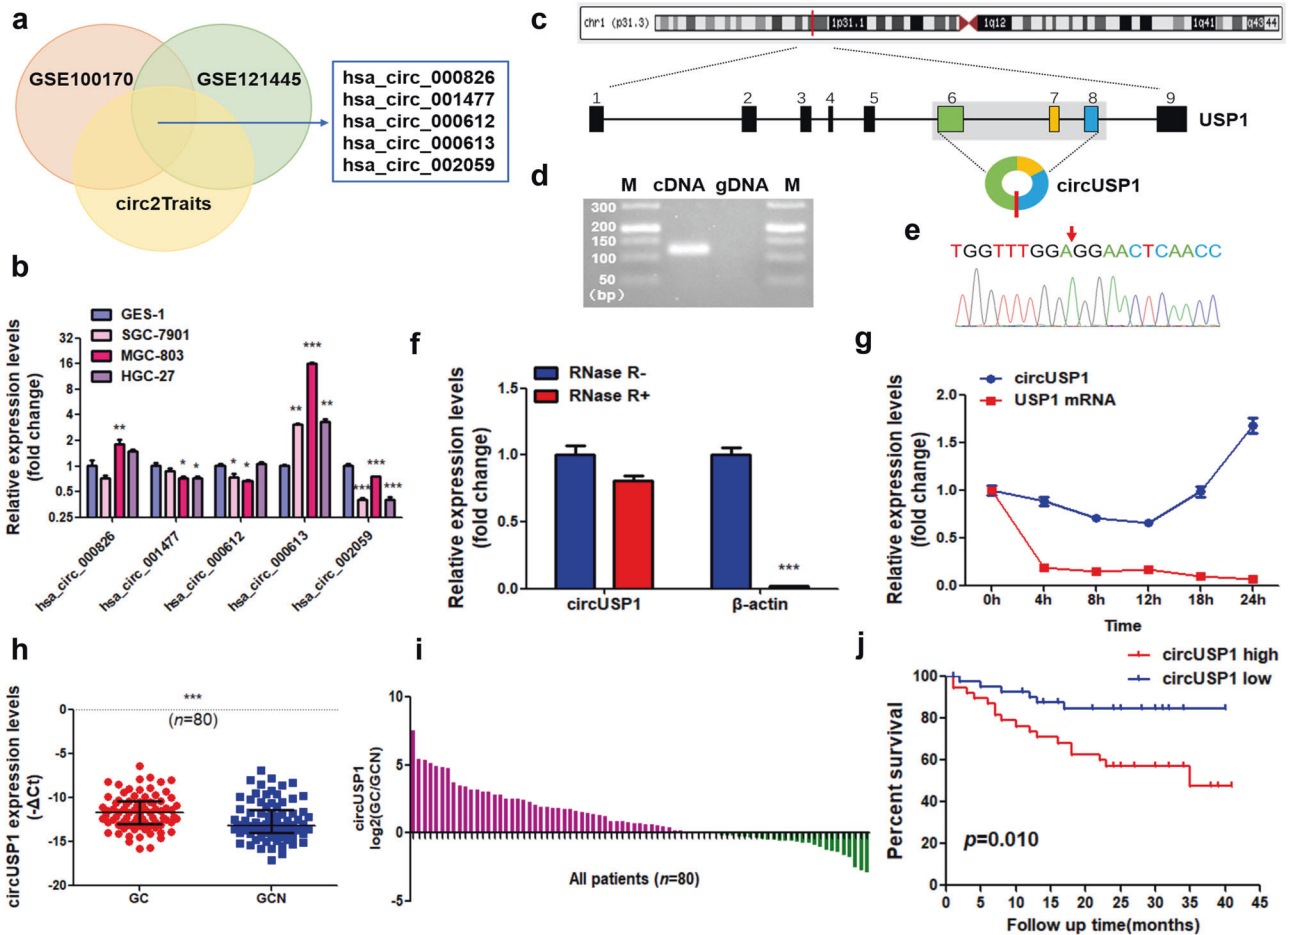 a
GSE100170
GSE121445
circ2Traits
hsa_circ_000826
hsa_circ_001477
hsa_circ_000612
hsa_circ_000613
hsa_circ_002059
b
GES-1
SGC-7901
MGC-803
HGC-27
Relative expression levels
(fold change)
32
16
8
4
2
1
0.5
0.25
**
* *
* *
** *** **
*** *** ***
hsa_circ_000826
hsa_circ_001477
hsa_circ_000612
hsa_circ_000613
hsa_circ_002059
c
chr1 (p31.3)
1p31.1
1q12
1q41
q43
44
1 2 3 4 5 6 7 8 9
USP1
circUSP1
d
M cDNA gDNA M
300
200
150
100
50
(bp)
e
TGGTTTGGAGGAACTCAACC
f
RNase R-
RNase R+
Relative expression levels
(fold change)
1.5
1.0
0.5
0.0
***
circUSP1 β-actin
g
circUSP1
USP1 mRNA
Relative expression levels
(fold change)
2.0
1.5
1.0
0.5
0.0
0h 4h 8h 12h 18h 24h
Time
h
circUSP1 expression levels
(-ΔCt)
***
(n=80)
0
-5
-10
-15
-20
GC GCN
i
circUSP1
log2(GC/GCN)
10
5
0
-5
All patients (n=80)
j
circUSP1 high
circUSP1 low
Percent survival
100
80
60
40
20
0
p=0.010
0 5 10 15 20 25 30 35 40 45
Follow up time(months)